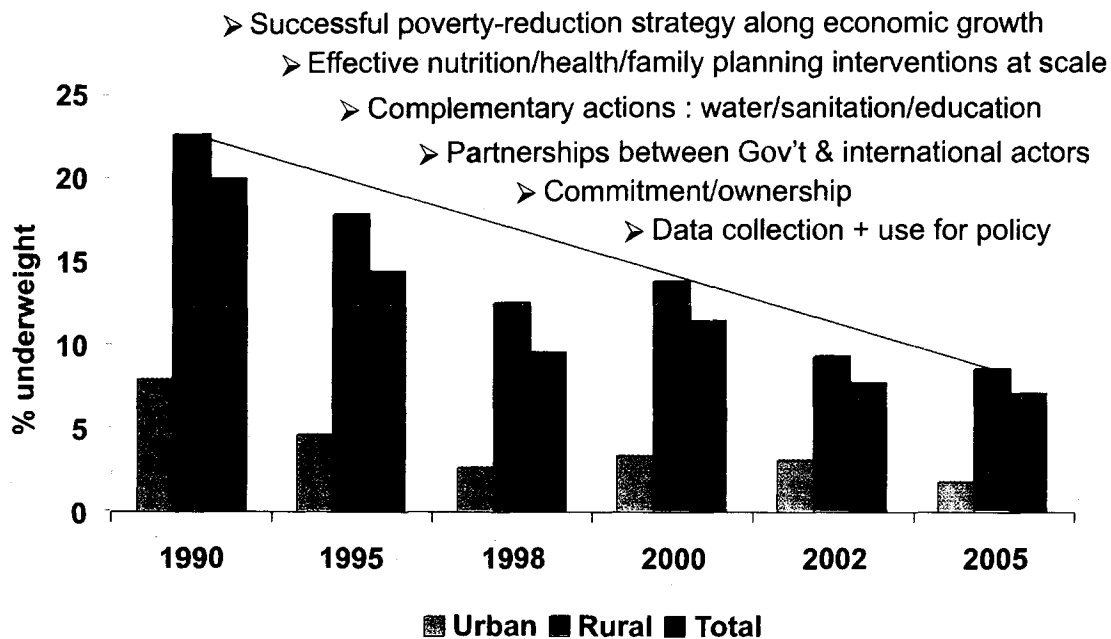 ➢ Successful poverty-reduction strategy along economic growth
➢ Effective nutrition/health/family planning interventions at scale
➢ Complementary actions : water/sanitation/education
➢ Partnerships between Gov't & international actors
➢ Commitment/ownership
➢ Data collection + use for policy
25
20
15
10
5
0
% underweight
1990 1995 1998 2000 2002 2005
Urban Rural Total